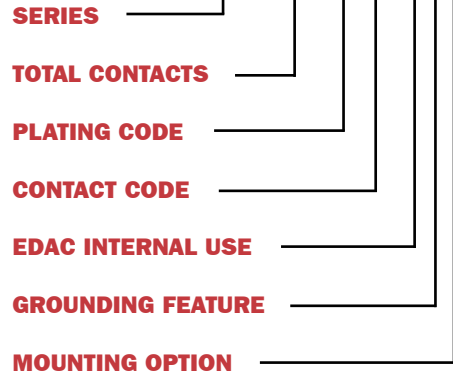 SERIES
TOTAL CONTACTS
PLATING CODE
CONTACT CODE
EDAC INTERNAL USE
GROUNDING FEATURE
MOUNTING OPTION